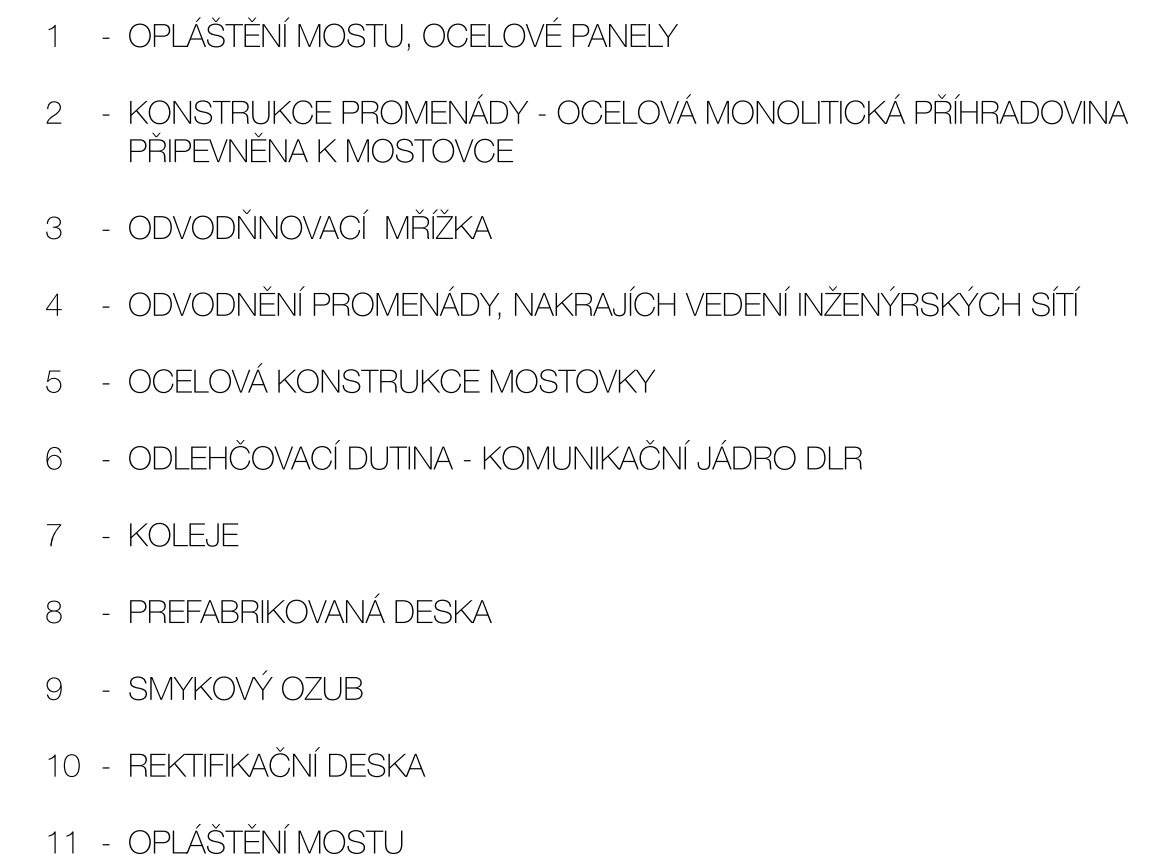 1 - OPLÁŠTĚNÍ MOSTU, OCELOVÉ PANELY
2 - KONSTRUKCE PROMENÁDY - OCELOVÁ MONOLITICKÁ PŘÍHRADOVINA
PŘIPEVNĚNA K MOSTOVCE
3 - ODVODŇNOVACÍ  MŘÍŽKA
4 - ODVODNĚNÍ PROMENÁDY, NAKRAJÍCH VEDENÍ INŽENÝRSKÝCH SÍTÍ
5 - OCELOVÁ KONSTRUKCE MOSTOVKY
6 - ODLEHČOVACÍ DUTINA - KOMUNIKAČNÍ JÁDRO DLR
7 - KOLEJE
8 - PREFABRIKOVANÁ DESKA
9 - SMYKOVÝ OZUB
10 - REKTIFIKAČNÍ DESKA
11 - OPLÁŠTĚNÍ MOSTU